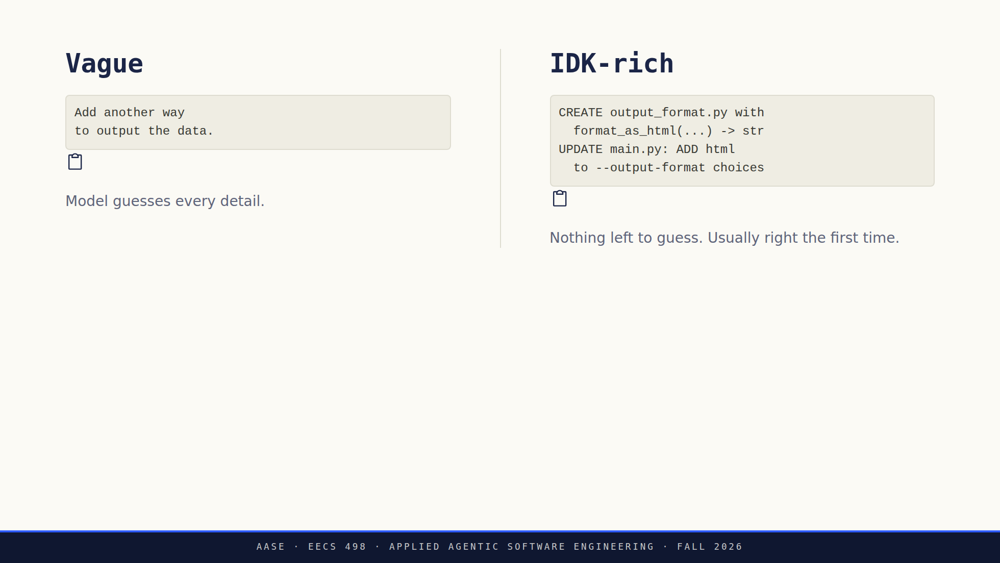 Vague
Add another way
to output the data.
Model guesses every detail.
IDK-rich
CREATE output_format.py with
  format_as_html(...) -> str
UPDATE main.py: ADD html
  to --output-format choices
Nothing left to guess. Usually right the first time.
AASE · EECS 498 · APPLIED AGENTIC SOFTWARE ENGINEERING · FALL 2026